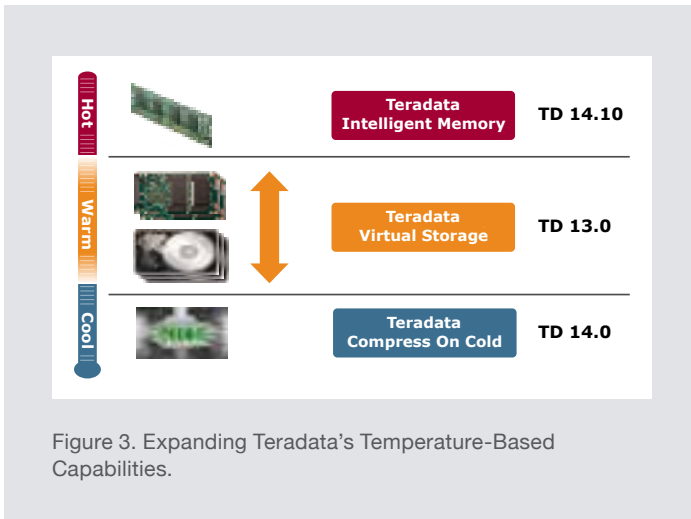 Hot
Teradata
Intelligent Memory
TD 14.10
Warm
Teradata
Virtual Storage
TD 13.0
Cool
Teradata
Compress On Cold
TD 14.0
Figure 3. Expanding Teradata's Temperature-Based
Capabilities.